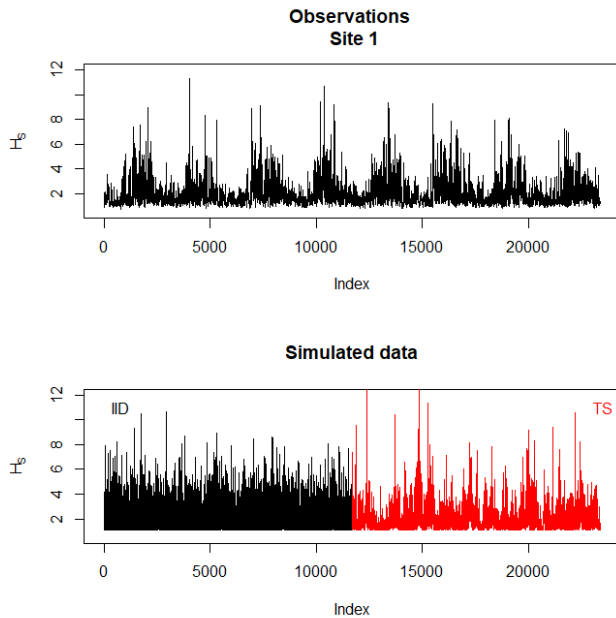 Observations
Site 1
12
8
6
4
2
Hs
0 5000 10000 15000 20000
Index
Simulated data
12
8
6
4
2
Hs
IID
TS
0 5000 10000 15000 20000
Index